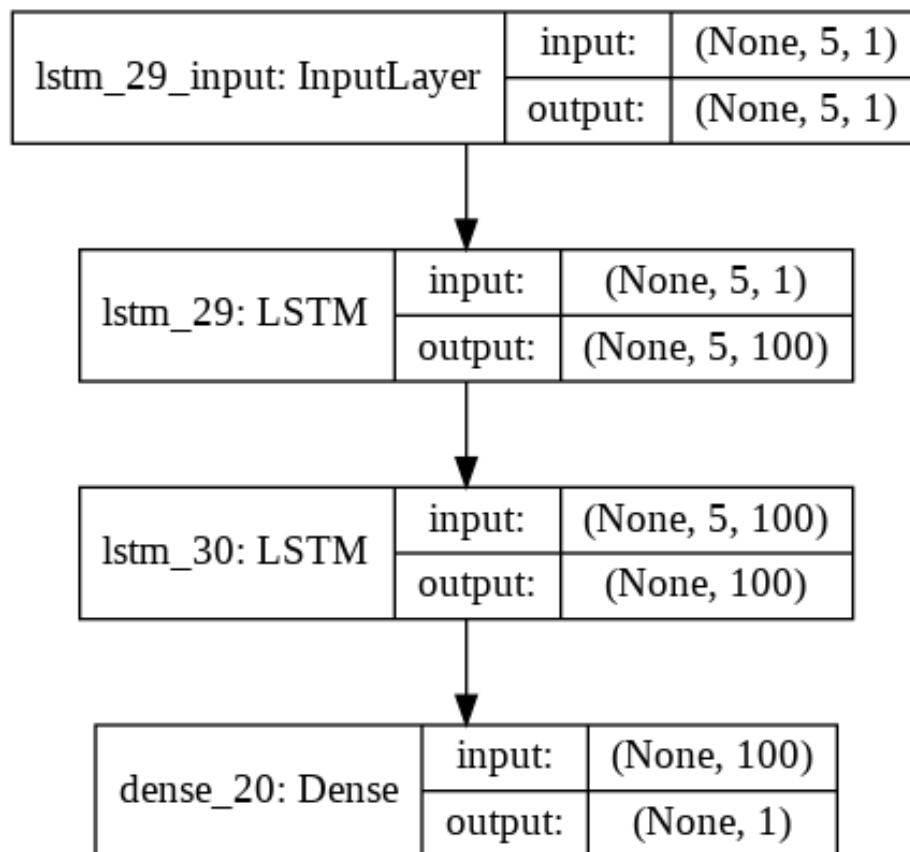 lstm_29_input: InputLayer
input: (None, 5, 1)
output: (None, 5, 1)
lstm_29: LSTM
input: (None, 5, 1)
output: (None, 5, 100)
lstm_30: LSTM
input: (None, 5, 100)
output: (None, 100)
dense_20: Dense
input: (None, 100)
output: (None, 1)